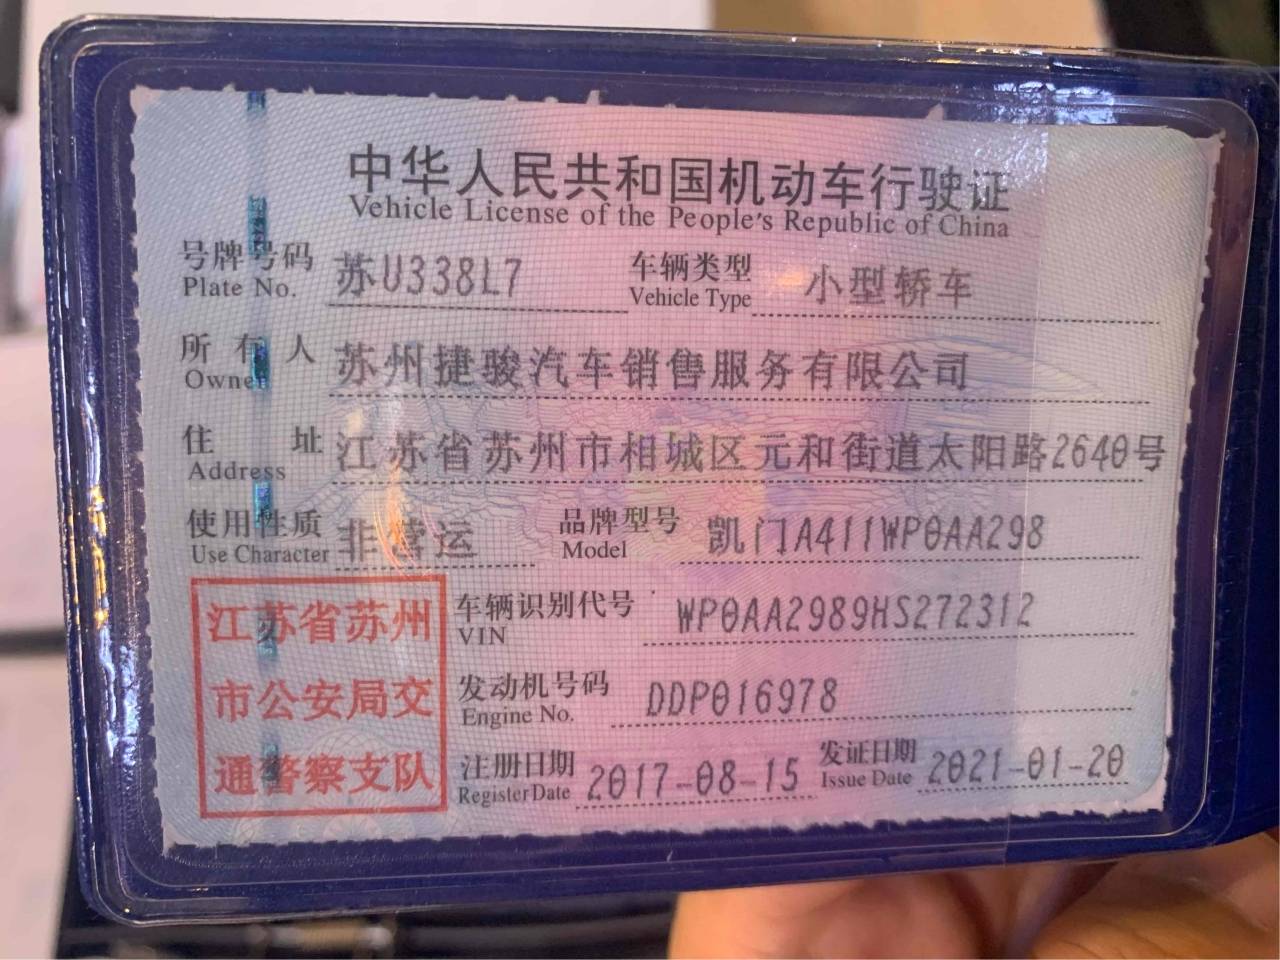 中华人民共和国机动车行驶证
Vehicle License of the People's Republic of China
号牌号码 苏U338L7 车辆类型 小型轿车
Plate No. Vehicle Type
所有人 苏州捷骏汽车销售服务有限公司
Owner
住址 江苏省苏州市相城区元和街道太阳路2640号
Address
使用性质 非营运 品牌型号 凯门A411WP0AA298
Use Character Model
江苏省苏州 车辆识别代号 WP0AA2989HS272312
VIN
市公安局交 发动机号码 DDP016978
Engine No.
通警察支队 注册日期 2017-08-15 发证日期 2021-01-20
Register Date Issue Date